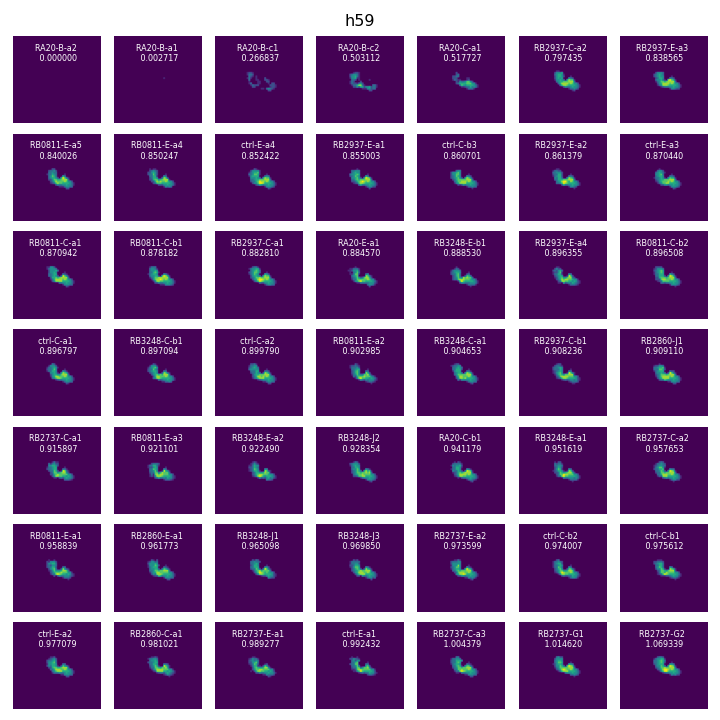 h59
RA20-B-a2 RA20-B-a1 RA20-B-c1 RA20-B-c2 RA20-C-a1 RB2937-C-a2 RB2937-E-a3
0.000000 0.002717 0.266837 0.503112 0.517727 0.797435 0.838565
RB0811-E-a5 RB0811-E-a4 ctrl-E-a4 RB2937-E-a1 ctrl-C-b3 RB2937-E-a2 ctrl-E-a3
0.840026 0.850247 0.852422 0.855003 0.860701 0.861379 0.870440
RB0811-C-a1 RB0811-C-b1 RB2937-C-a1 RA20-E-a1 RB3248-E-b1 RB2937-E-a4 RB0811-C-b2
0.870942 0.878182 0.882810 0.884570 0.888530 0.896355 0.896508
ctrl-C-a1 RB3248-C-b1 ctrl-C-a2 RB0811-E-a2 RB3248-C-a1 RB2937-C-b1 RB2860-J1
0.896797 0.897094 0.899790 0.902985 0.904653 0.908236 0.909110
RB2737-C-a1 RB0811-E-a3 RB3248-E-a2 RB3248-J2 RA20-C-b1 RB3248-E-a1 RB2737-C-a2
0.915897 0.921101 0.922490 0.928354 0.941179 0.951619 0.957653
RB0811-E-a1 RB2860-E-a1 RB3248-J1 RB3248-J3 RB2737-E-a2 ctrl-C-b2 ctrl-C-b1
0.958839 0.961773 0.965098 0.969850 0.973599 0.974007 0.975612
ctrl-E-a2 RB2860-C-a1 RB2737-E-a1 ctrl-E-a1 RB2737-C-a3 RB2737-G1 RB2737-G2
0.977079 0.981021 0.989277 0.992432 1.004379 1.014620 1.069339